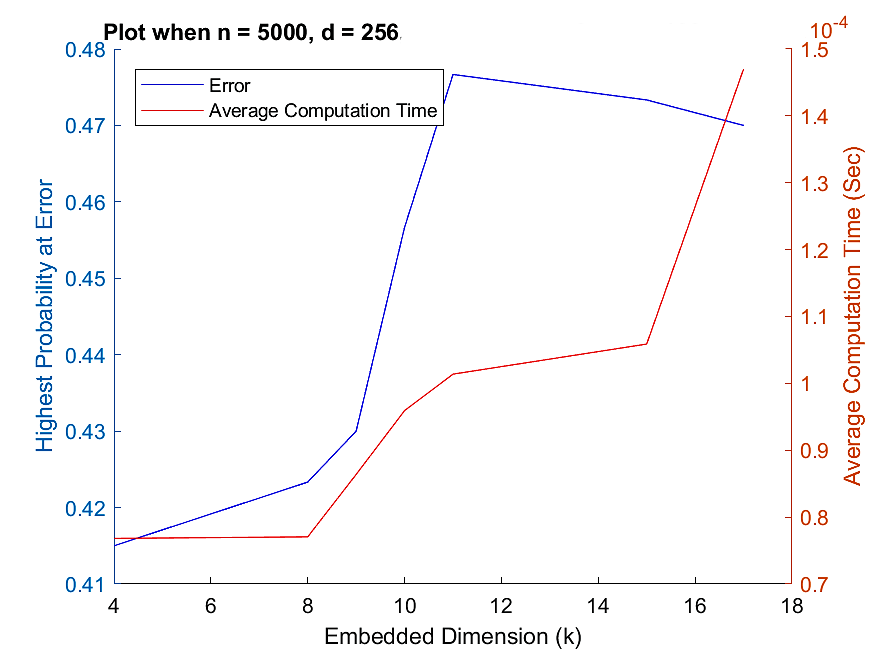 Plot when n = 5000, d = 256
10-4
0.48
0.47
0.46
0.45
0.44
0.43
0.42
0.41
Highest Probability at Error
Error
Average Computation Time
1.5
1.4
1.3
1.2
1.1
1
0.9
0.8
0.7
Average Computation Time (Sec)
4 6 8 10 12 14 16 18
Embedded Dimension (k)